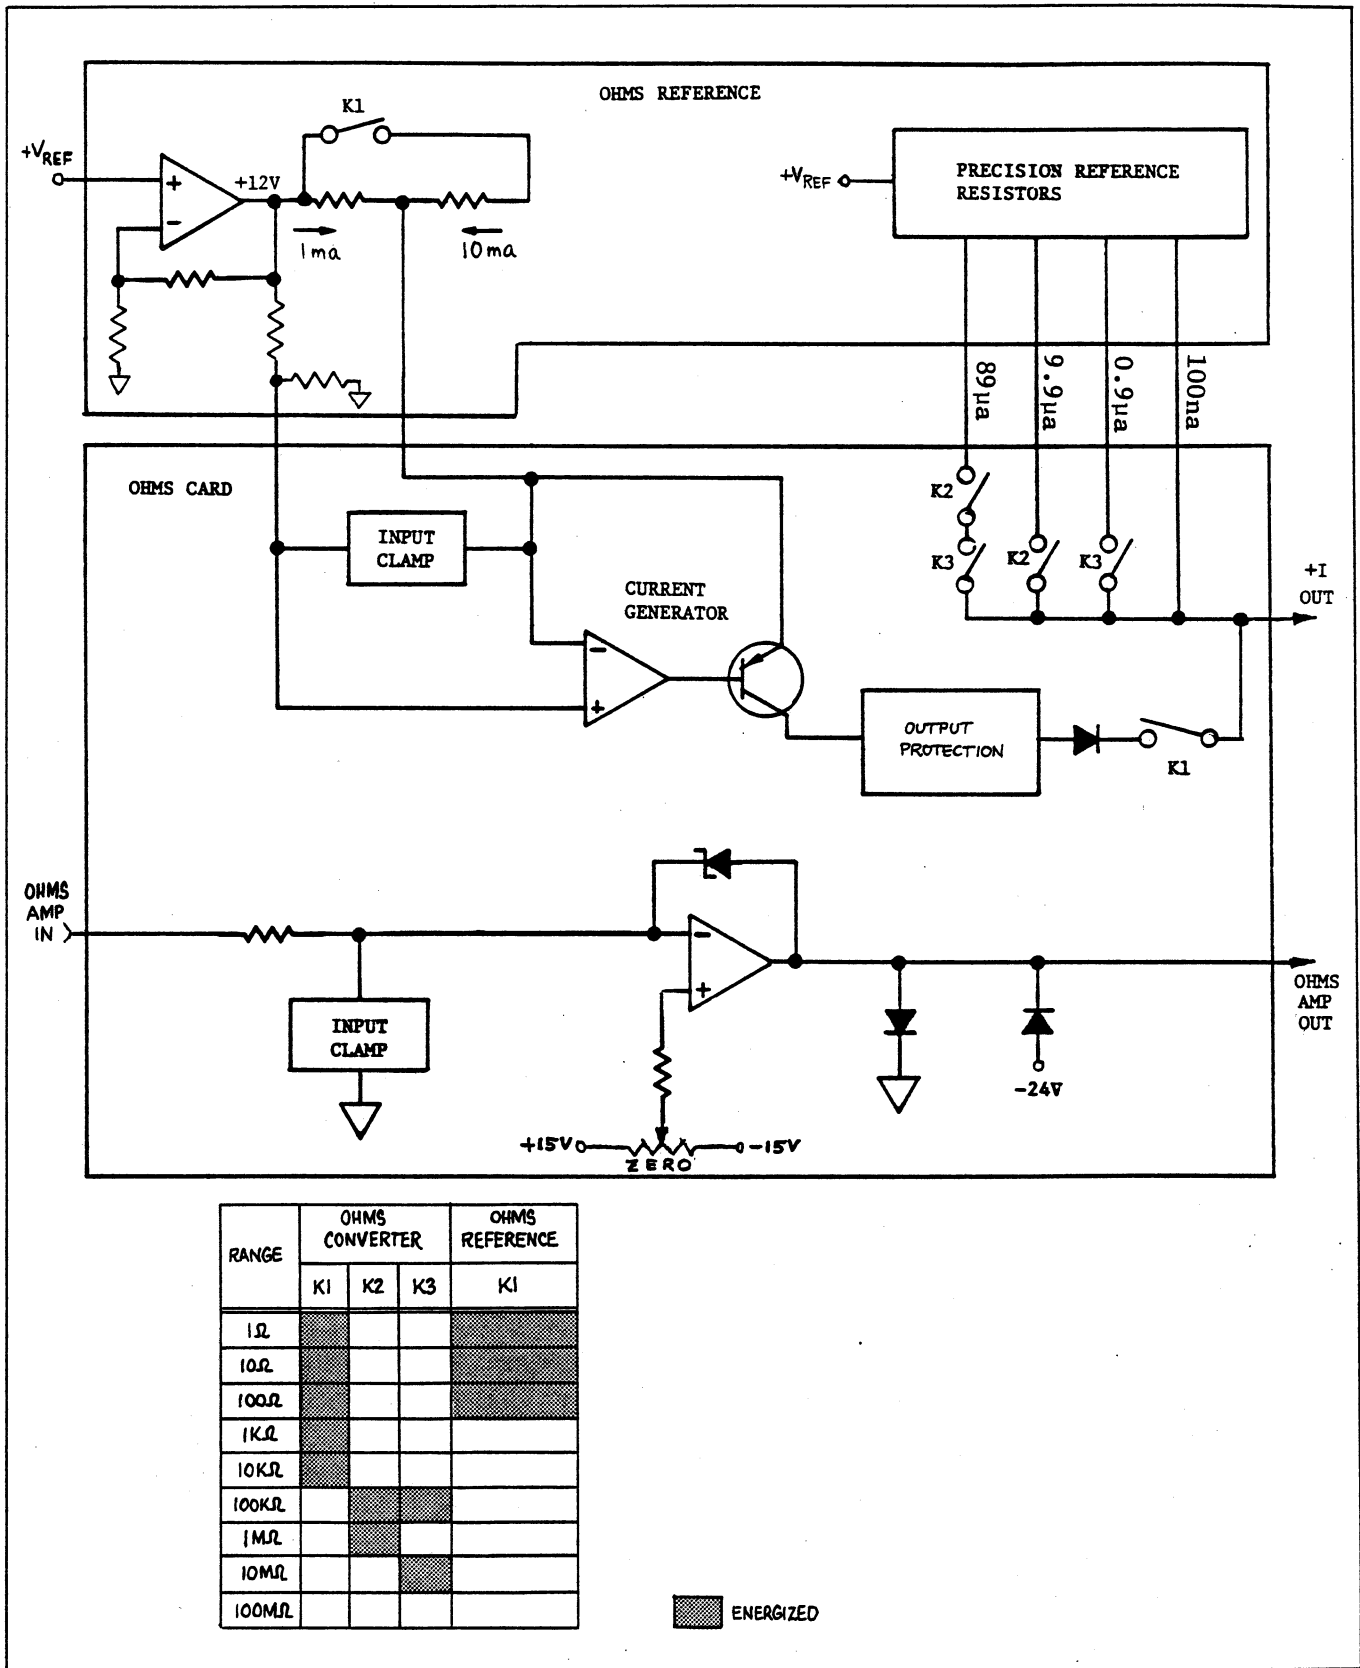 OHMS REFERENCE
K1
+VREF
+
-
+12V
1ma
10ma
+VREF
PRECISION REFERENCE
RESISTORS
89µa
9.9µa
0.9µa
100na
OHMS CARD
INPUT
CLAMP
CURRENT
GENERATOR
-
+
K2
K3
K2
K3
+I
OUT
OUTPUT
PROTECTION
K1
OHMS
AMP
IN
INPUT
CLAMP
-
+
+15V
-15V
ZERO
-24V
OHMS
AMP
OUT
RANGE
OHMS
CONVERTER
OHMS
REFERENCE
K1 K2 K3 K1
1Ω
10Ω
100Ω
1KΩ
10KΩ
100KΩ
1MΩ
10MΩ
100MΩ
ENERGIZED